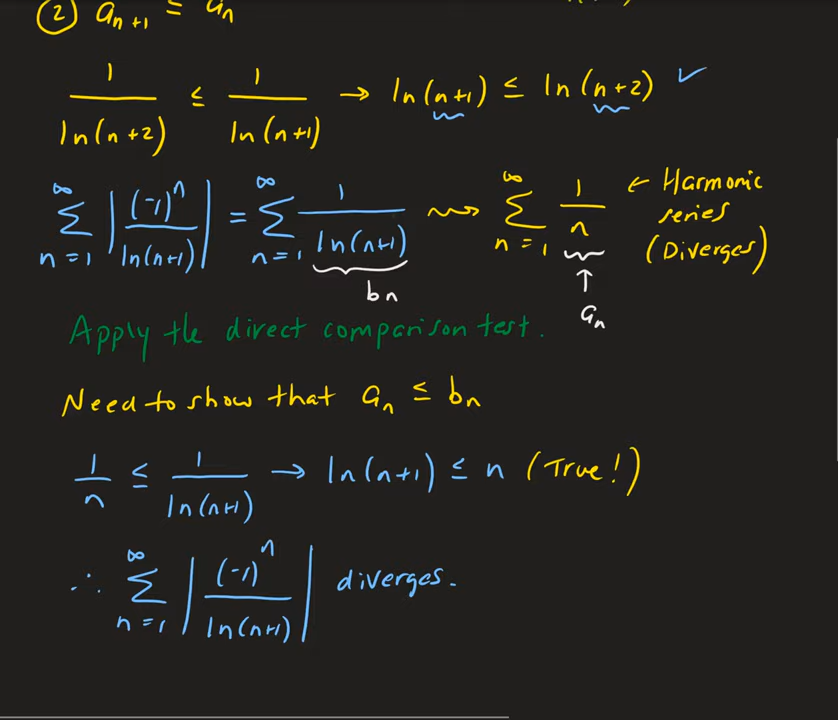 ② a_{n+1} ≤ a_n
1/ln(n+2) ≤ 1/ln(n+1) → ln(n+1) ≤ ln(n+2) ✓
∑_{n=1}^{∞} |(-1)^n/ln(n+1)| = ∑_{n=1}^{∞} 1/ln(n+1) ⇝ ∑_{n=1}^{∞} 1/n ← Harmonic
series
(Diverges)
b_n
↑
a_n
Apply the direct comparison test.
Need to show that a_n ≤ b_n
1/n ≤ 1/ln(n+1) → ln(n+1) ≤ n (True!)
∴ ∑_{n=1}^{∞} |(-1)^n/ln(n+1)| diverges.